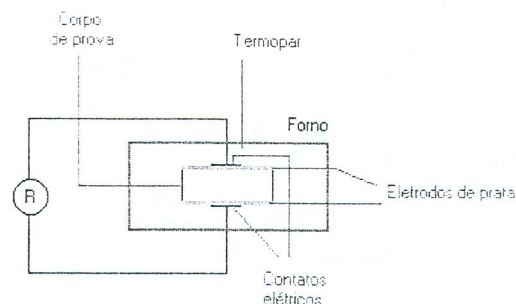 Corpo
de prova
Termopar
Forno
R
Eletrodos de prata
Contatos
elétricos